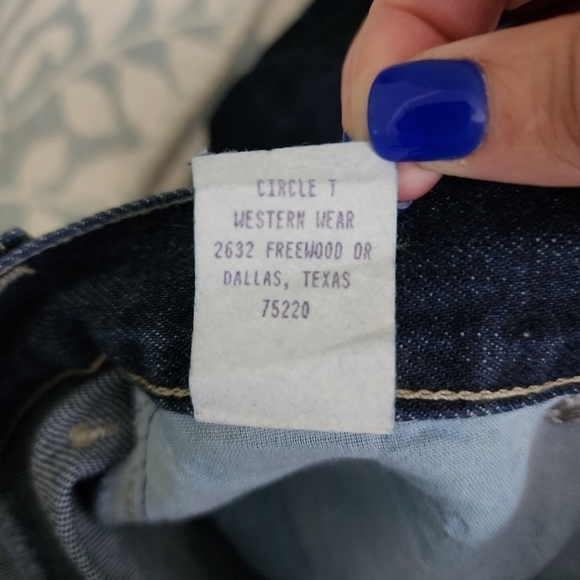 CIRCLE T
WESTERN WEAR
2632 FREEWOOD DR
DALLAS, TEXAS
75220